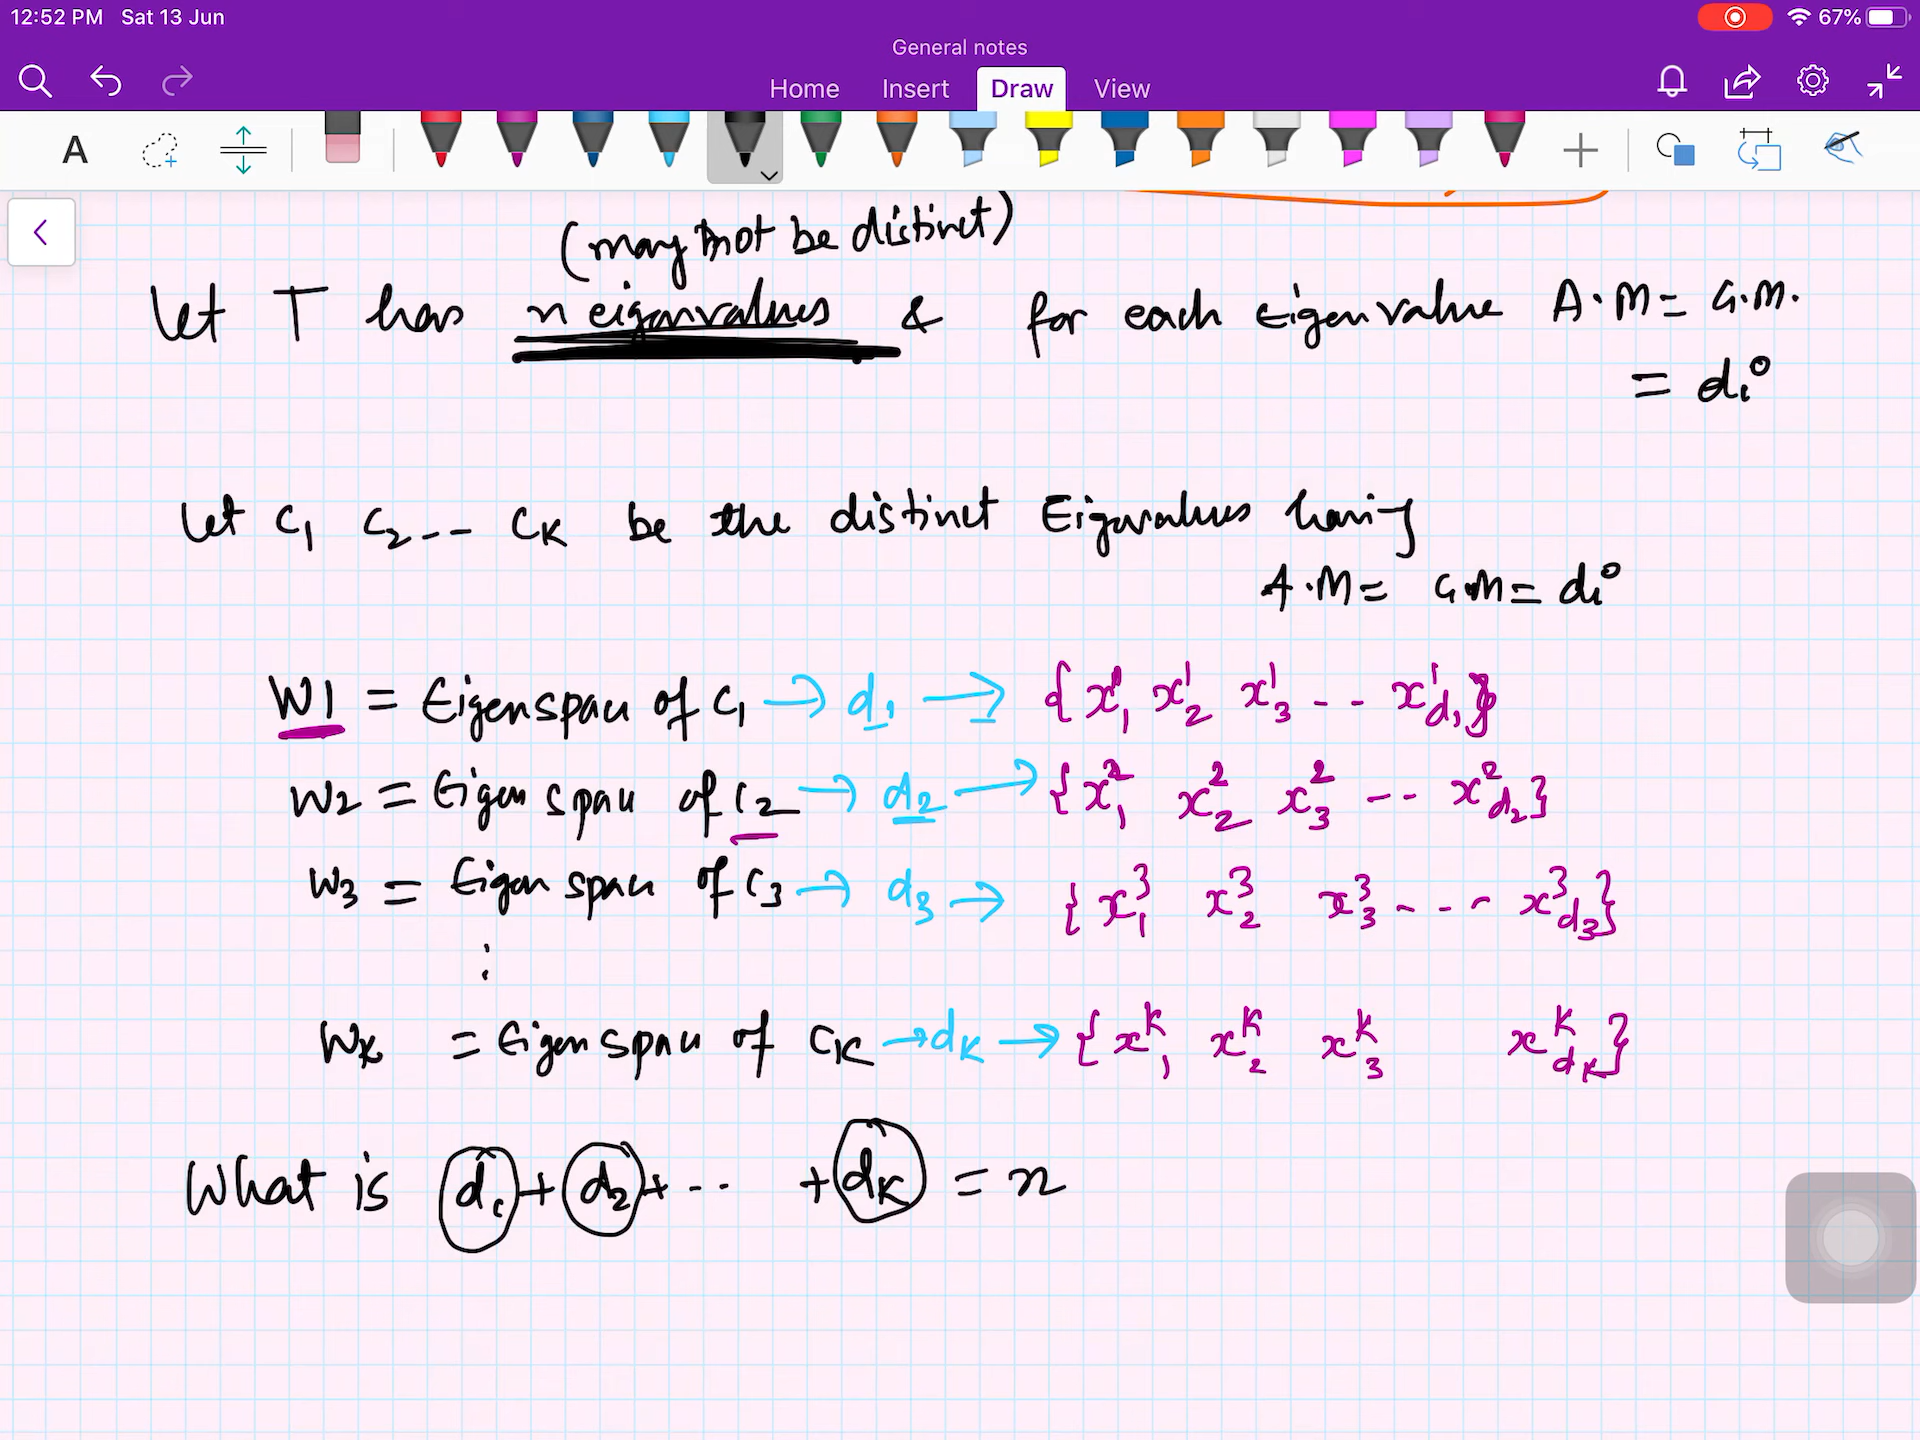 12:52 PM Sat 13 Jun
67%
General notes
Home Insert Draw View
A
(may not be distinct)
Let T has n eigenvalues & for each Eigenvalue A.M = G.M.
= di
Let C1 C2 -- CK be the distinct Eigenvalues having
A.M = G.M = di
W1 = Eigenspace of C1 → d1 → {x¹₁ x¹₂ x¹₃ -- x¹d₁}
W2 = Eigen space of C2 → d2 → {x²₁ x²₂ x²₃ -- x²d₂}
W3 = Eigen space of C3 → d3 → {x³₁ x³₂ x³₃ --- x³d₃}
:
WK = Eigen space of CK → dK → {xᴷ₁ xᴷ₂ xᴷ₃ xᴷdK}
What is d1 + d2 + -- + dK = n